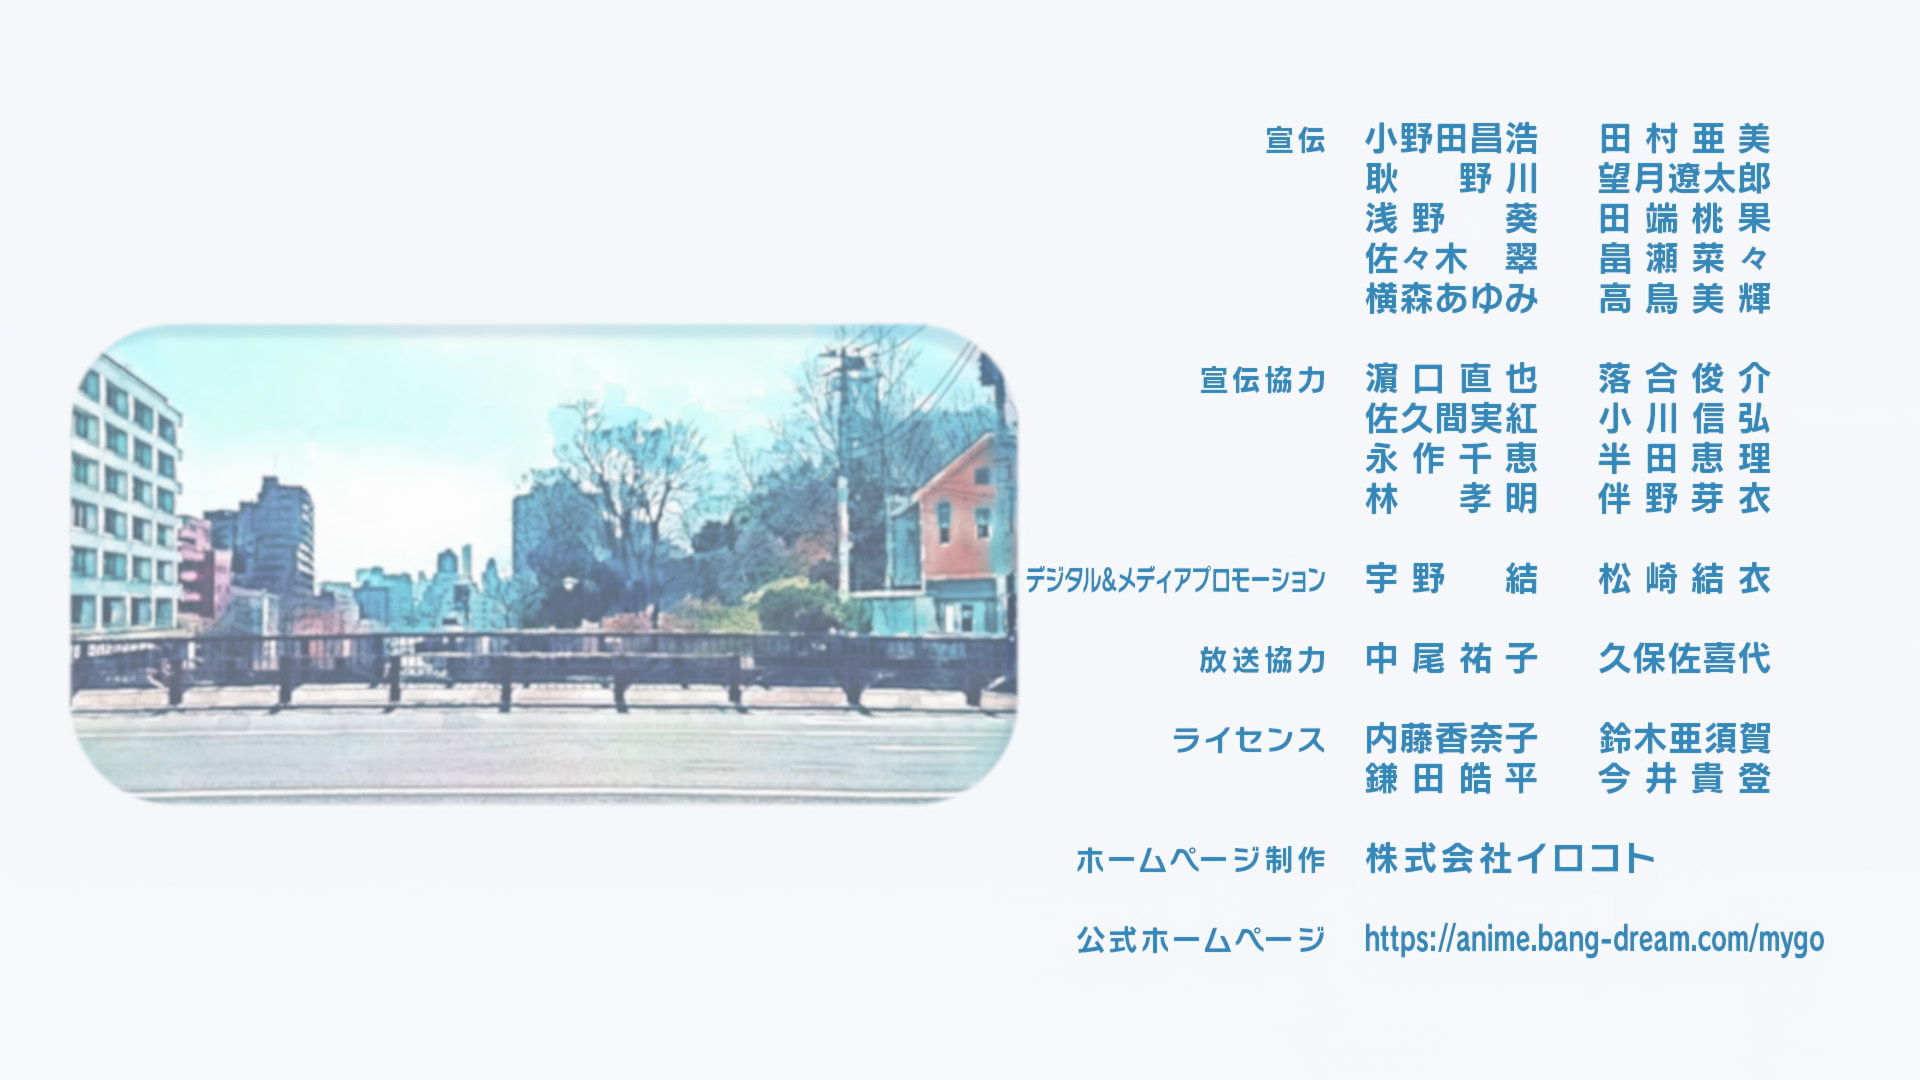 宣伝 小野田昌浩 田村亜美
耿 野川 望月遼太郎
浅野 葵 田端桃果
佐々木 翠 畠瀬菜々
横森あゆみ 高鳥美輝
宣伝協力 濵口直也 落合俊介
佐久間実紅 小川信弘
永作千恵 半田恵理
林 孝明 伴野芽衣
デジタル&メディアプロモーション 宇野 結 松崎結衣
放送協力 中尾祐子 久保佐喜代
ライセンス 内藤香奈子 鈴木亜須賀
鎌田皓平 今井貴登
ホームページ制作 株式会社イロコト
公式ホームページ https://anime.bang-dream.com/mygo